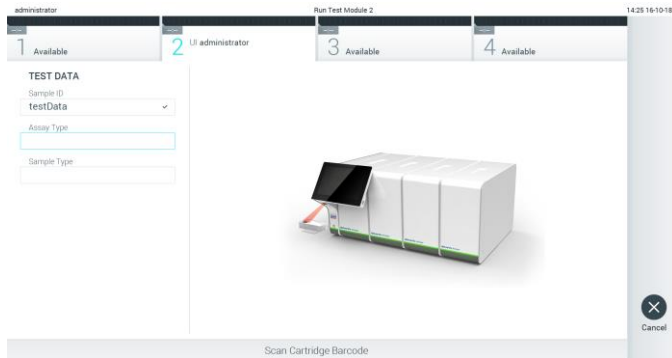 administrator
Run Test Module 2
14:25 16-10-18
1 Available
2 UI administrator
3 Available
4 Available
TEST DATA
Sample ID
testData
Assay Type
Sample Type
Cancel
Scan Cartridge Barcode